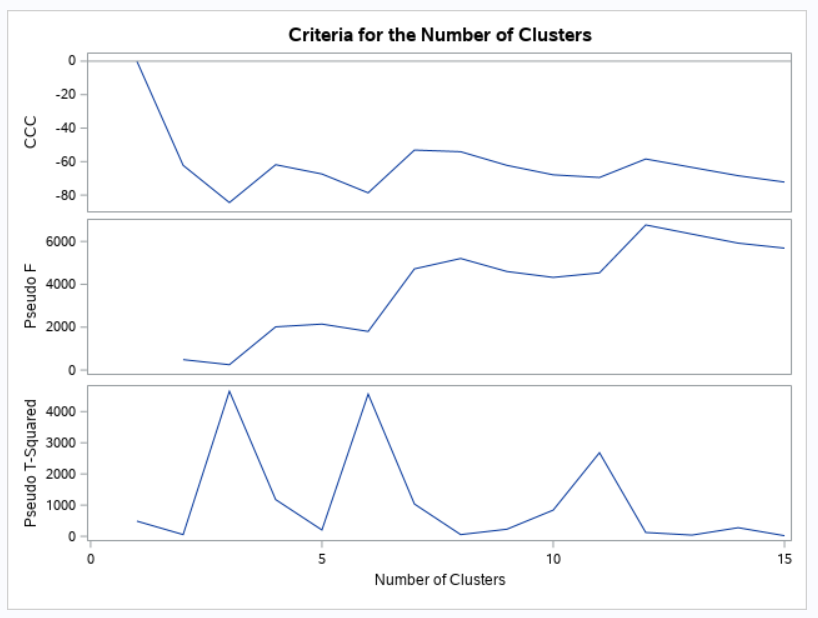 Criteria for the Number of Clusters
CCC
0
-20
-40
-60
-80
Pseudo F
6000
4000
2000
0
Pseudo T-Squared
4000
3000
2000
1000
0
0 5 10 15
Number of Clusters